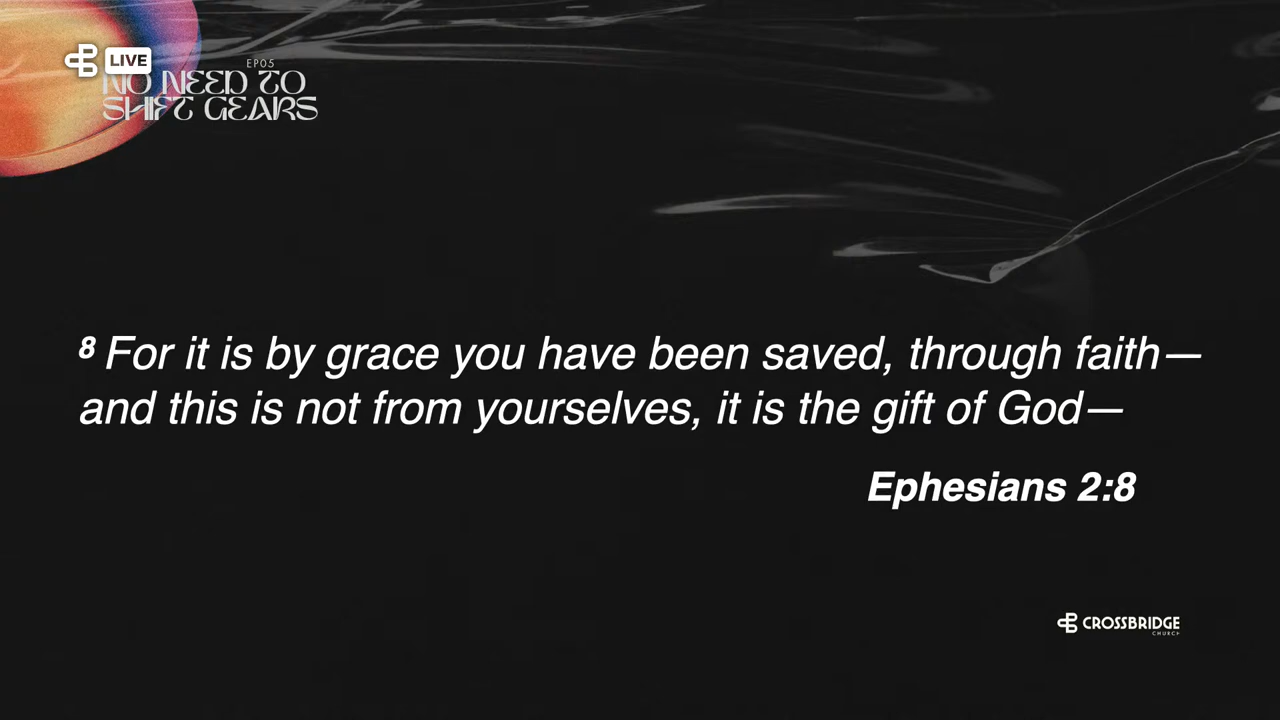 LIVE
EP05
NO NEED TO
SHIFT GEARS
8 For it is by grace you have been saved, through faith—
and this is not from yourselves, it is the gift of God—
Ephesians 2:8
CROSSBRIDGE
CHURCH